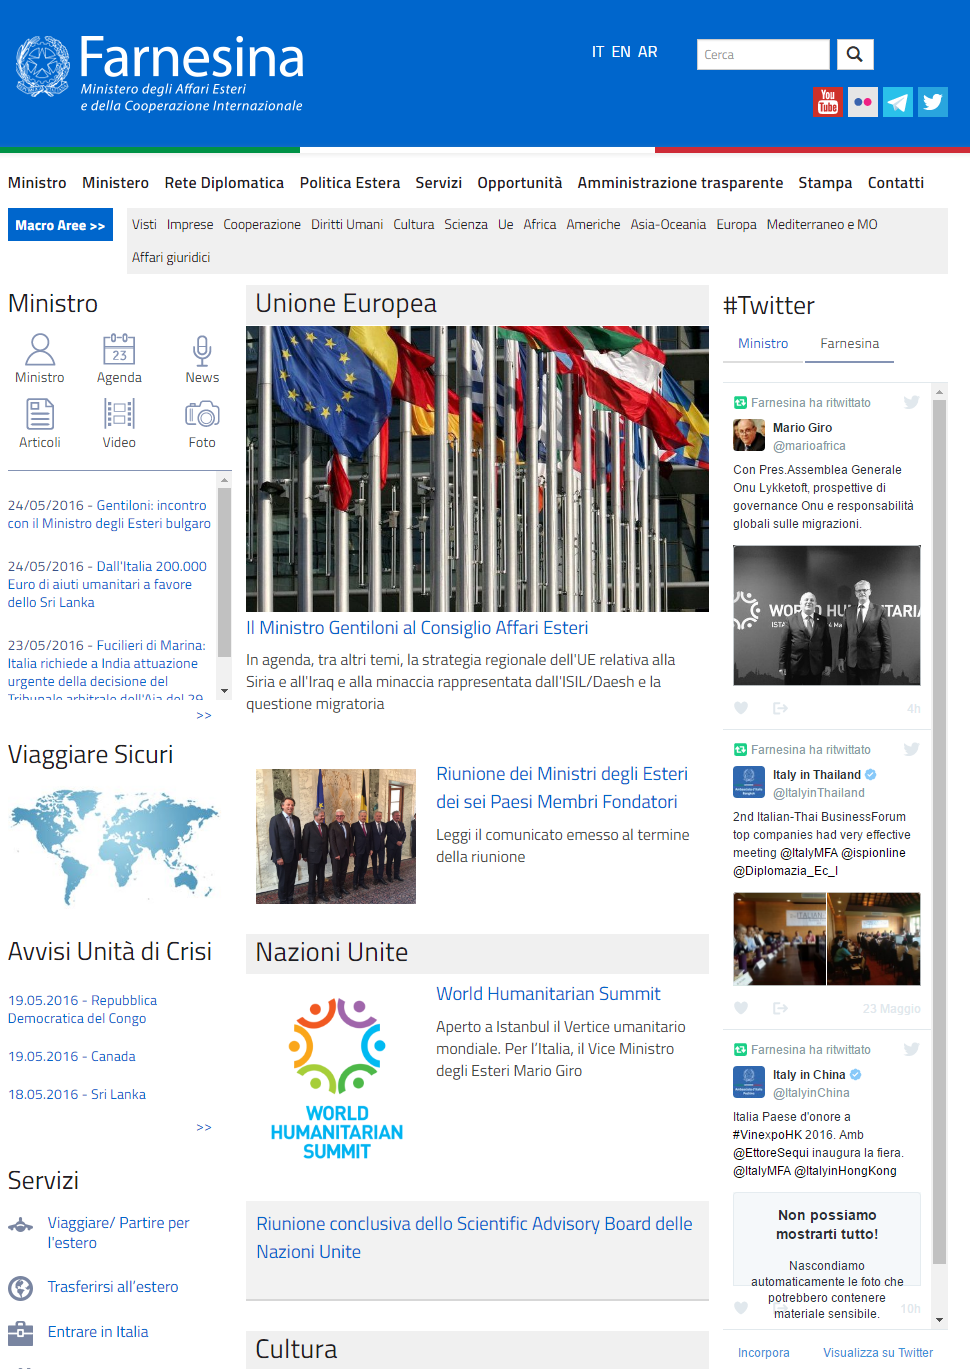 Farnesina
Ministero degli Affari Esteri
e della Cooperazione Internazionale
IT EN AR
Cerca
You
Tube
Ministro Ministero Rete Diplomatica Politica Estera Servizi Opportunità Amministrazione trasparente Stampa Contatti
Macro Aree >>
Visti Imprese Cooperazione Diritti Umani Cultura Scienza Ue Africa Americhe Asia-Oceania Europa Mediterraneo e MO
Affari giuridici
Ministro
23
Ministro Agenda News
Articoli Video Foto
24/05/2016 - Gentiloni: incontro
con il Ministro degli Esteri bulgaro
24/05/2016 - Dall'Italia 200.000
Euro di aiuti umanitari a favore
dello Sri Lanka
23/05/2016 - Fucilieri di Marina:
Italia richiede a India attuazione
urgente della decisione del
Tribunale arbitrale dell'Aja del 29
>>
Viaggiare Sicuri
Avvisi Unità di Crisi
19.05.2016 - Repubblica
Democratica del Congo
19.05.2016 - Canada
18.05.2016 - Sri Lanka
>>
Servizi
Viaggiare/ Partire per
l'estero
Trasferirsi all'estero
Entrare in Italia
Unione Europea
Il Ministro Gentiloni al Consiglio Affari Esteri
In agenda, tra altri temi, la strategia regionale dell'UE relativa alla
Siria e all'Iraq e alla minaccia rappresentata dall'ISIL/Daesh e la
questione migratoria
Riunione dei Ministri degli Esteri
dei sei Paesi Membri Fondatori
Leggi il comunicato emesso al termine
della riunione
Nazioni Unite
WORLD
HUMANITARIAN
SUMMIT
World Humanitarian Summit
Aperto a Istanbul il Vertice umanitario
mondiale. Per l'Italia, il Vice Ministro
degli Esteri Mario Giro
Riunione conclusiva dello Scientific Advisory Board delle
Nazioni Unite
Cultura
#Twitter
Ministro Farnesina
Farnesina ha ritwittato
Mario Giro
@marioafrica
Con Pres.Assemblea Generale
Onu Lykketoft, prospettive di
governance Onu e responsabilità
globali sulle migrazioni.
4h
Farnesina ha ritwittato
Italy in Thailand
@ItalyinThailand
2nd Italian-Thai BusinessForum
top companies had very effective
meeting @ItalyMFA @ispionline
@Diplomazia_Ec_I
23 Maggio
Farnesina ha ritwittato
Italy in China
@ItalyinChina
Italia Paese d'onore a
#VinexpoHK 2016. Amb
@EttoreSequi inaugura la fiera.
@ItalyMFA @ItalyinHongKong
Non possiamo
mostrarti tutto!
Nascondiamo
automaticamente le foto che
potrebbero contenere
materiale sensibile.
10h
Incorpora Visualizza su Twitter